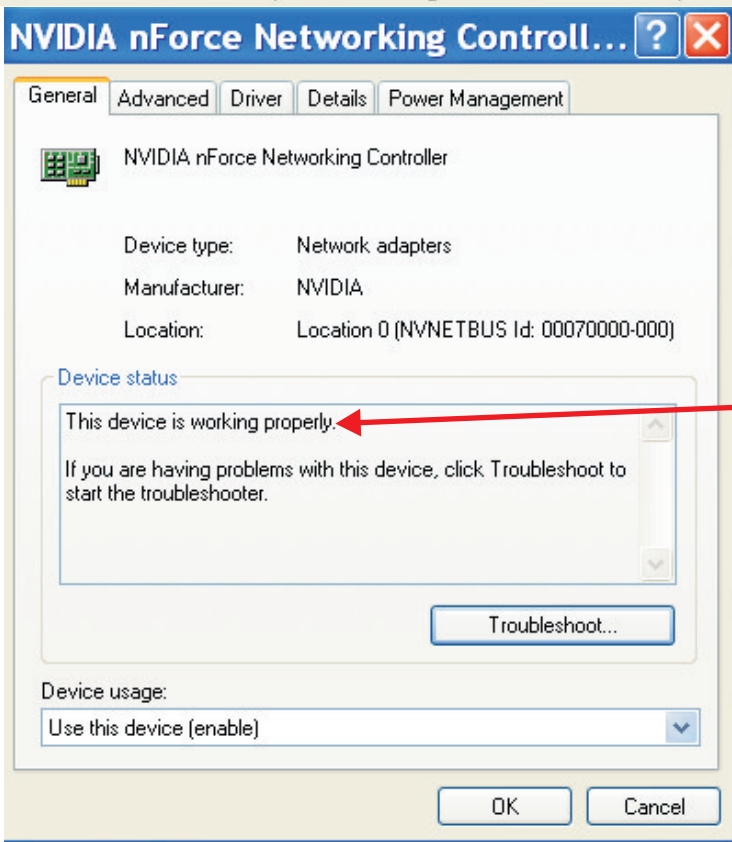 NVIDIA nForce Networking Controll...
General Advanced Driver Details Power Management
NVIDIA nForce Networking Controller
Device type: Network adapters
Manufacturer: NVIDIA
Location: Location 0 (NVNETBUS Id: 00070000-000)
Device status
This device is working properly.
If you are having problems with this device, click Troubleshoot to
start the troubleshooter.
Troubleshoot...
Device usage:
Use this device (enable)
OK Cancel